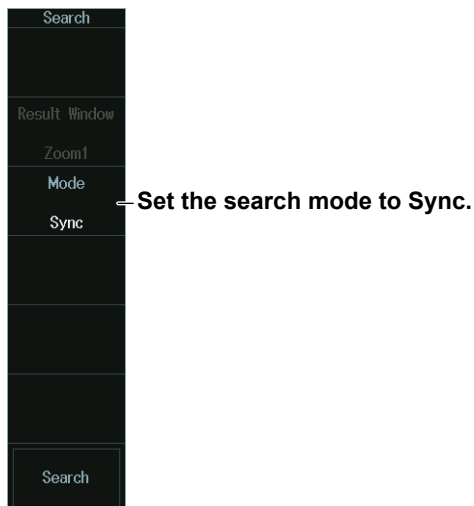 Search
Result Window
Zoom1
Mode
Sync
Set the search mode to Sync.
Search